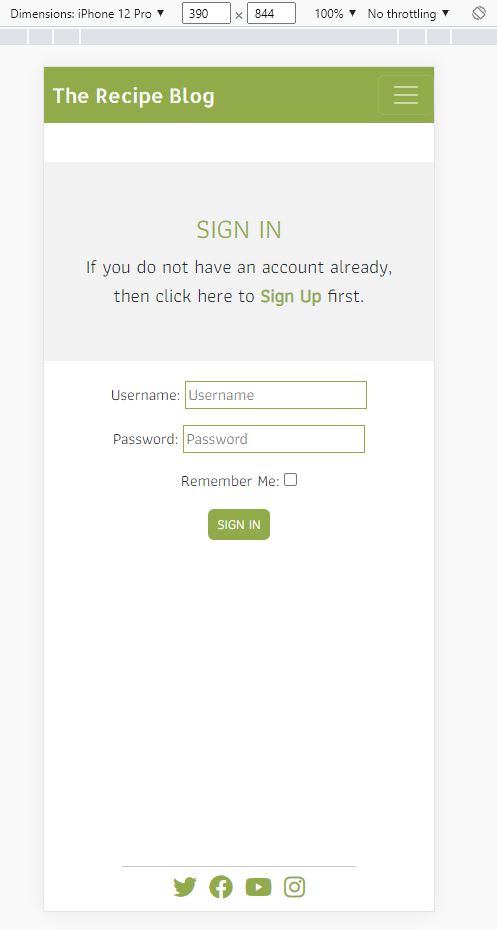 Dimensions: iPhone 12 Pro ▼ 390 × 844 100% ▼ No throttling ▼
The Recipe Blog
SIGN IN
If you do not have an account already,
then click here to Sign Up first.
Username: Username
Password: Password
Remember Me:
SIGN IN